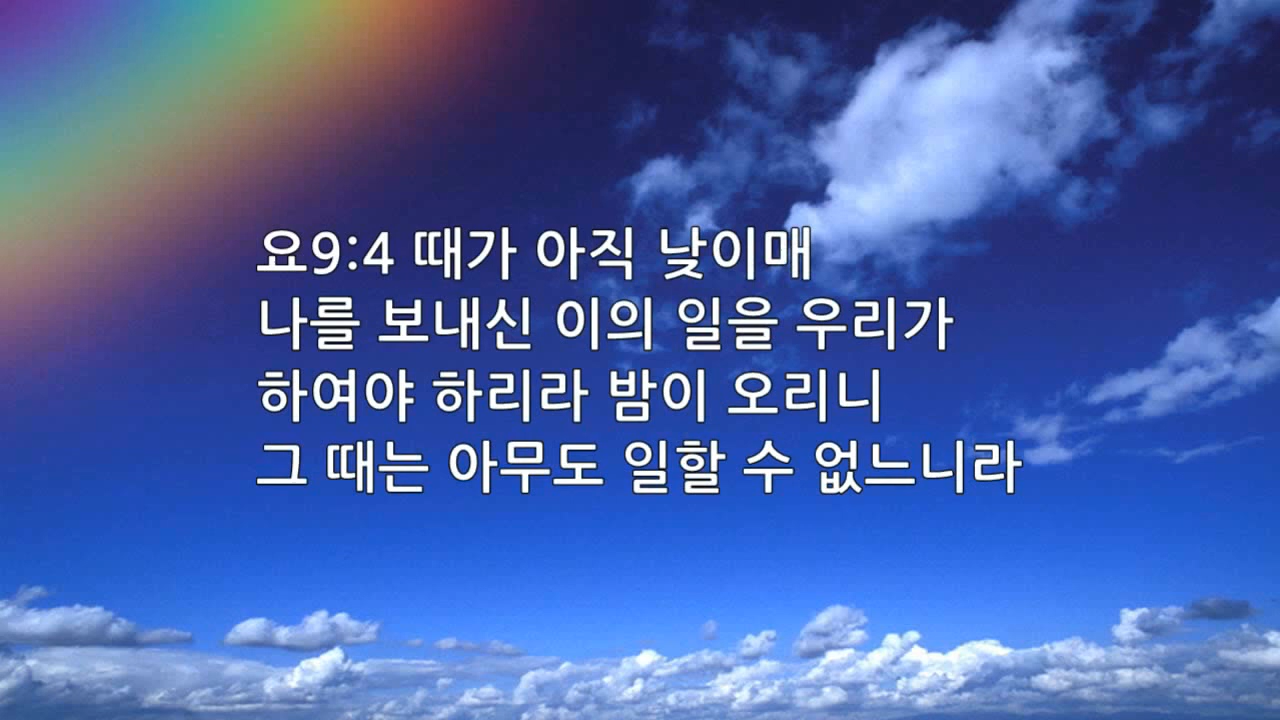 요9:4 때가 아직 낮이매
나를 보내신 이의 일을 우리가
하여야 하리라 밤이 오리니
그 때는 아무도 일할 수 없느니라